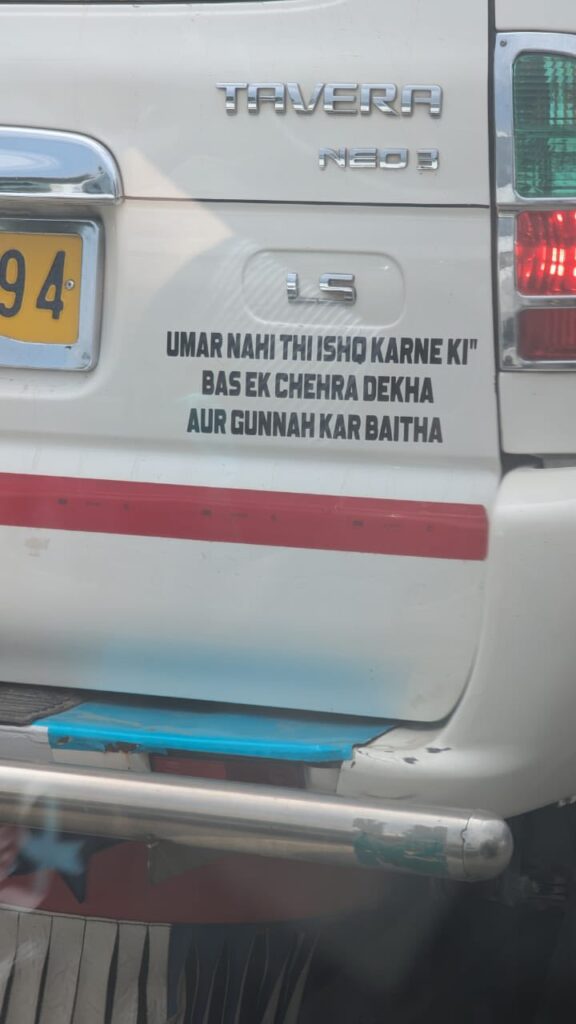 TAVERA
NEO 3
94
LS
UMAR NAHI THI ISHQ KARNE KI"
BAS EK CHEHRA DEKHA
AUR GUNNAH KAR BAITHA